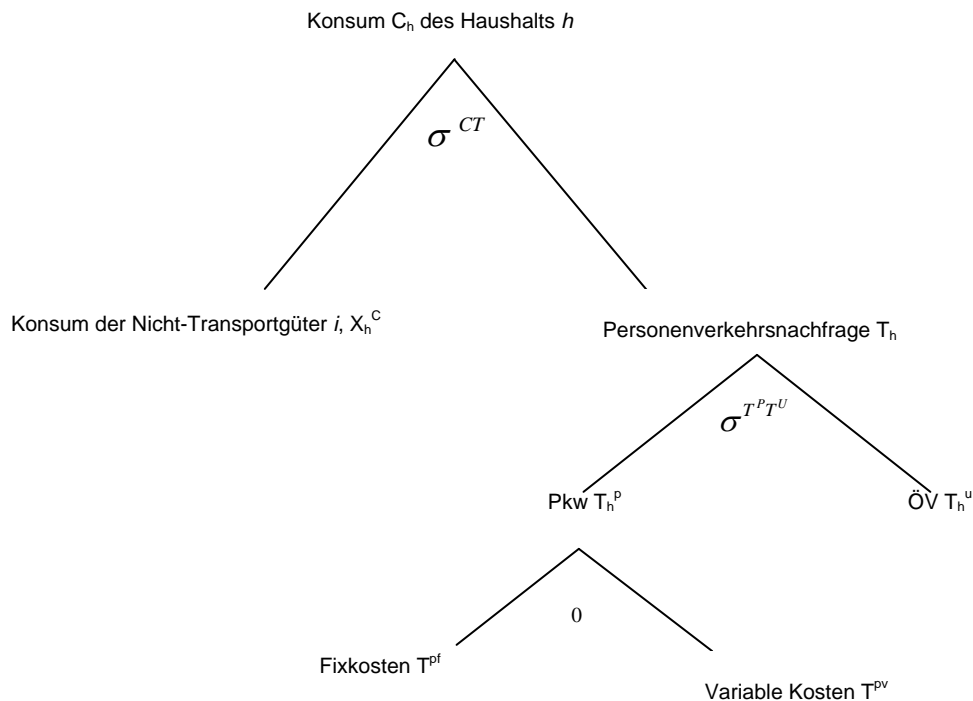 Konsum C_h des Haushalts h
σ^CT
Konsum der Nicht-Transportgüter i, X_h^C
Personenverkehrsnachfrage T_h
σ^{T^P T^U}
Pkw T_h^p
ÖV T_h^u
0
Fixkosten T^pf
Variable Kosten T^pv